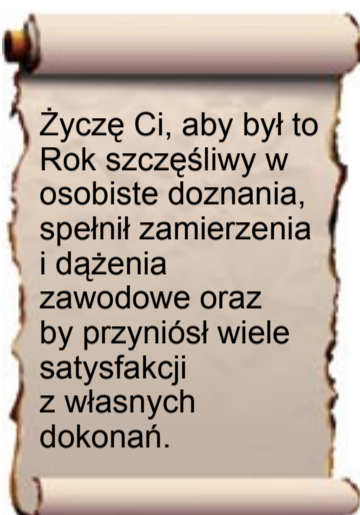 Życzę Ci, aby był to
Rok szczęśliwy w
osobiste doznania,
spełnił zamierzenia
i dążenia
zawodowe oraz
by przyniósł wiele
satysfakcji
z własnych
dokonań.